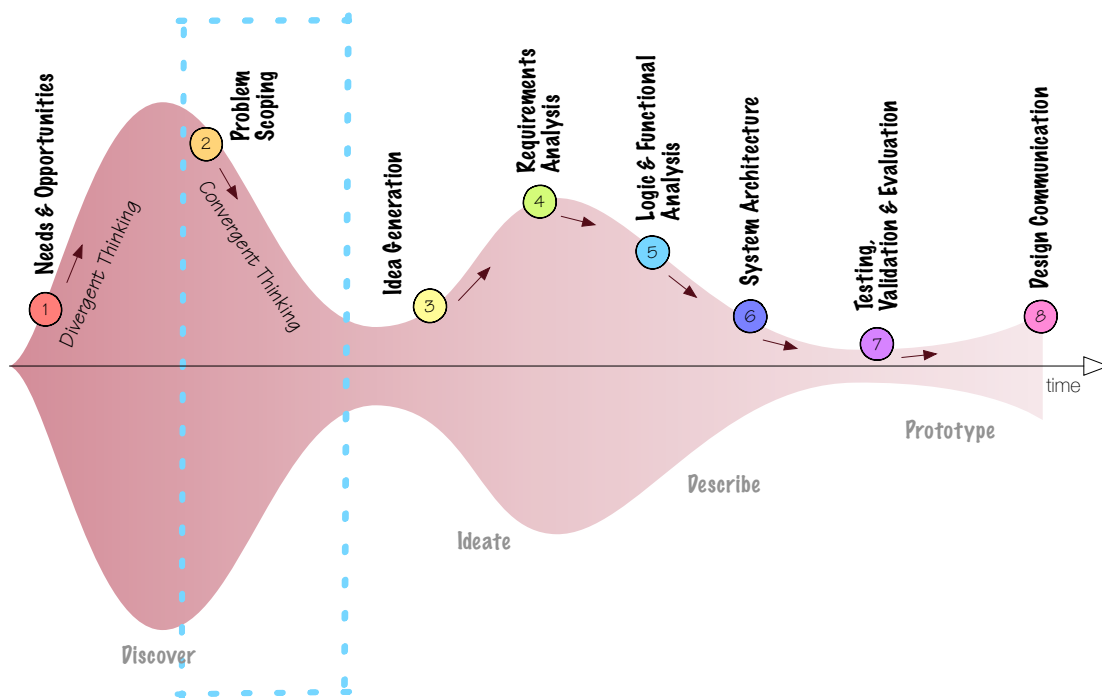 1
Needs & Opportunities
Divergent Thinking
2
Problem
Scoping
Convergent Thinking
3
Idea Generation
4
Requirements
Analysis
5
Logic & Functional
Analysis
6
System Architecture
7
Testing,
Validation & Evaluation
8
Design Communication
time
Discover
Ideate
Describe
Prototype